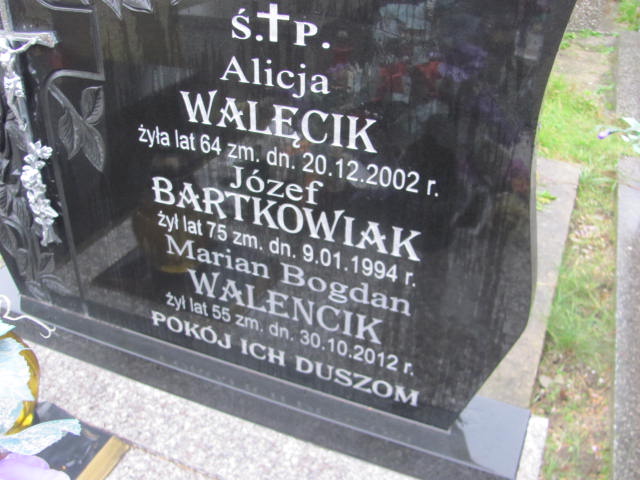 Ś.✝P.
Alicja
WALĘCIK
żyła lat 64 zm. dn. 20.12.2002 r.
Józef
BARTKOWIAK
żył lat 75 zm. dn. 9.01.1994 r.
Marian Bogdan
WALENCIK
żył lat 55 zm. dn. 30.10.2012 r.
POKÓJ ICH DUSZOM